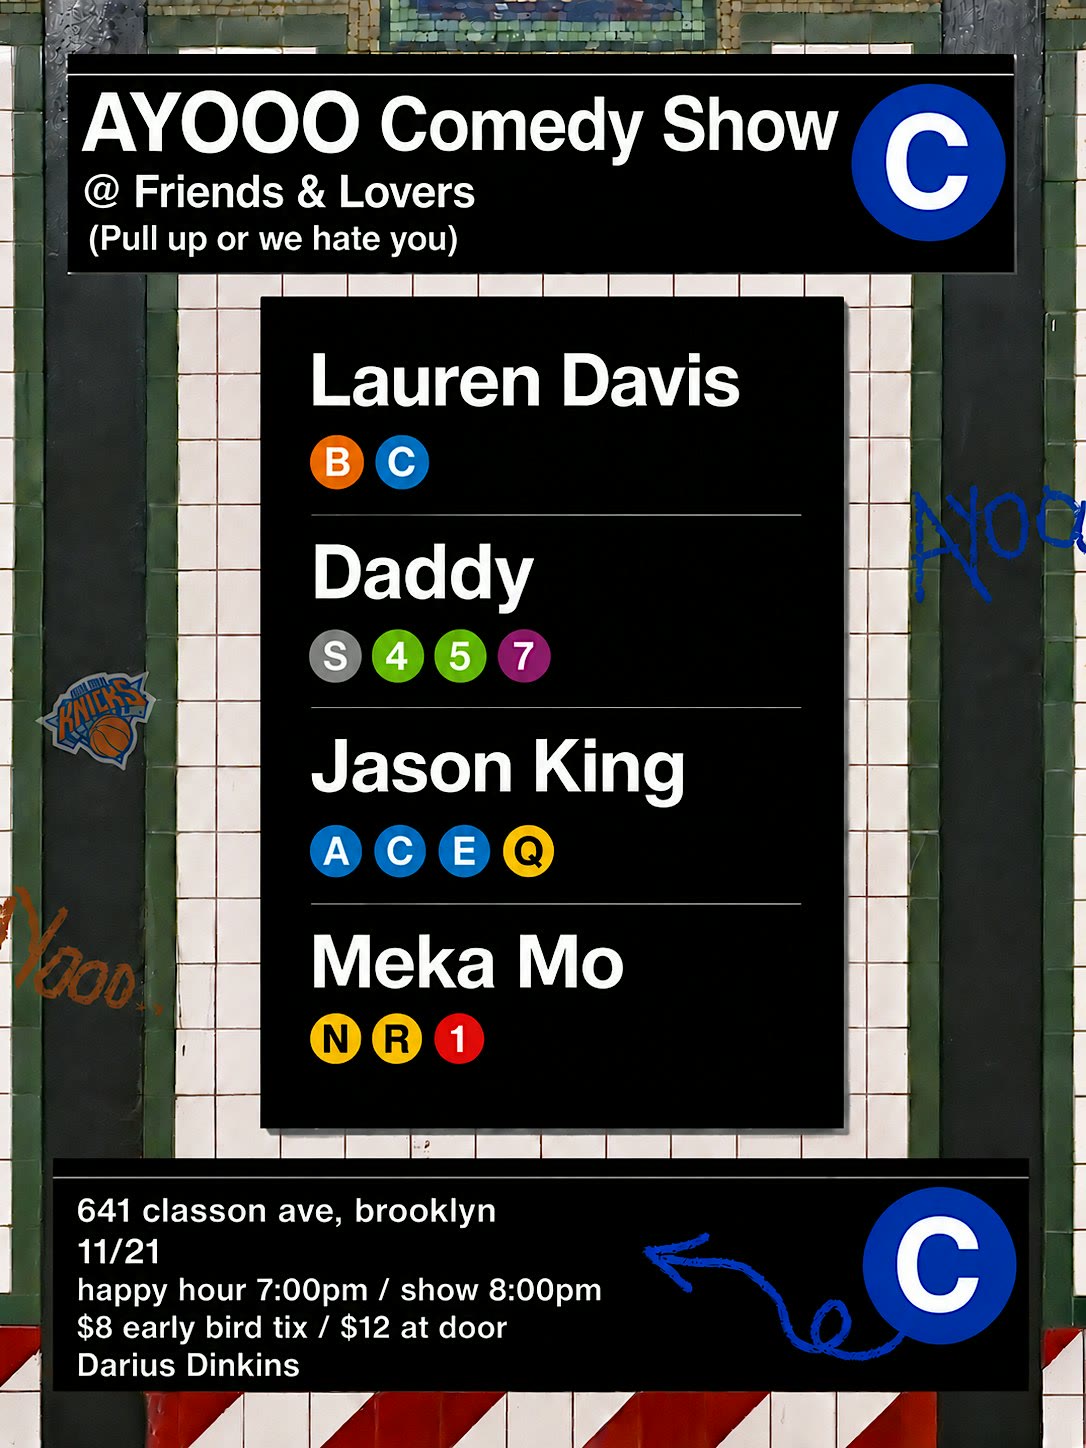 AYOOO Comedy Show C
@ Friends & Lovers
(Pull up or we hate you)
Lauren Davis
B C
Daddy
S 4 5 7
Jason King
A C E Q
Meka Mo
N R 1
AYOO
KNICKS
Yooo..
641 classon ave, brooklyn
11/21
happy hour 7:00pm / show 8:00pm
$8 early bird tix / $12 at door
Darius Dinkins
C